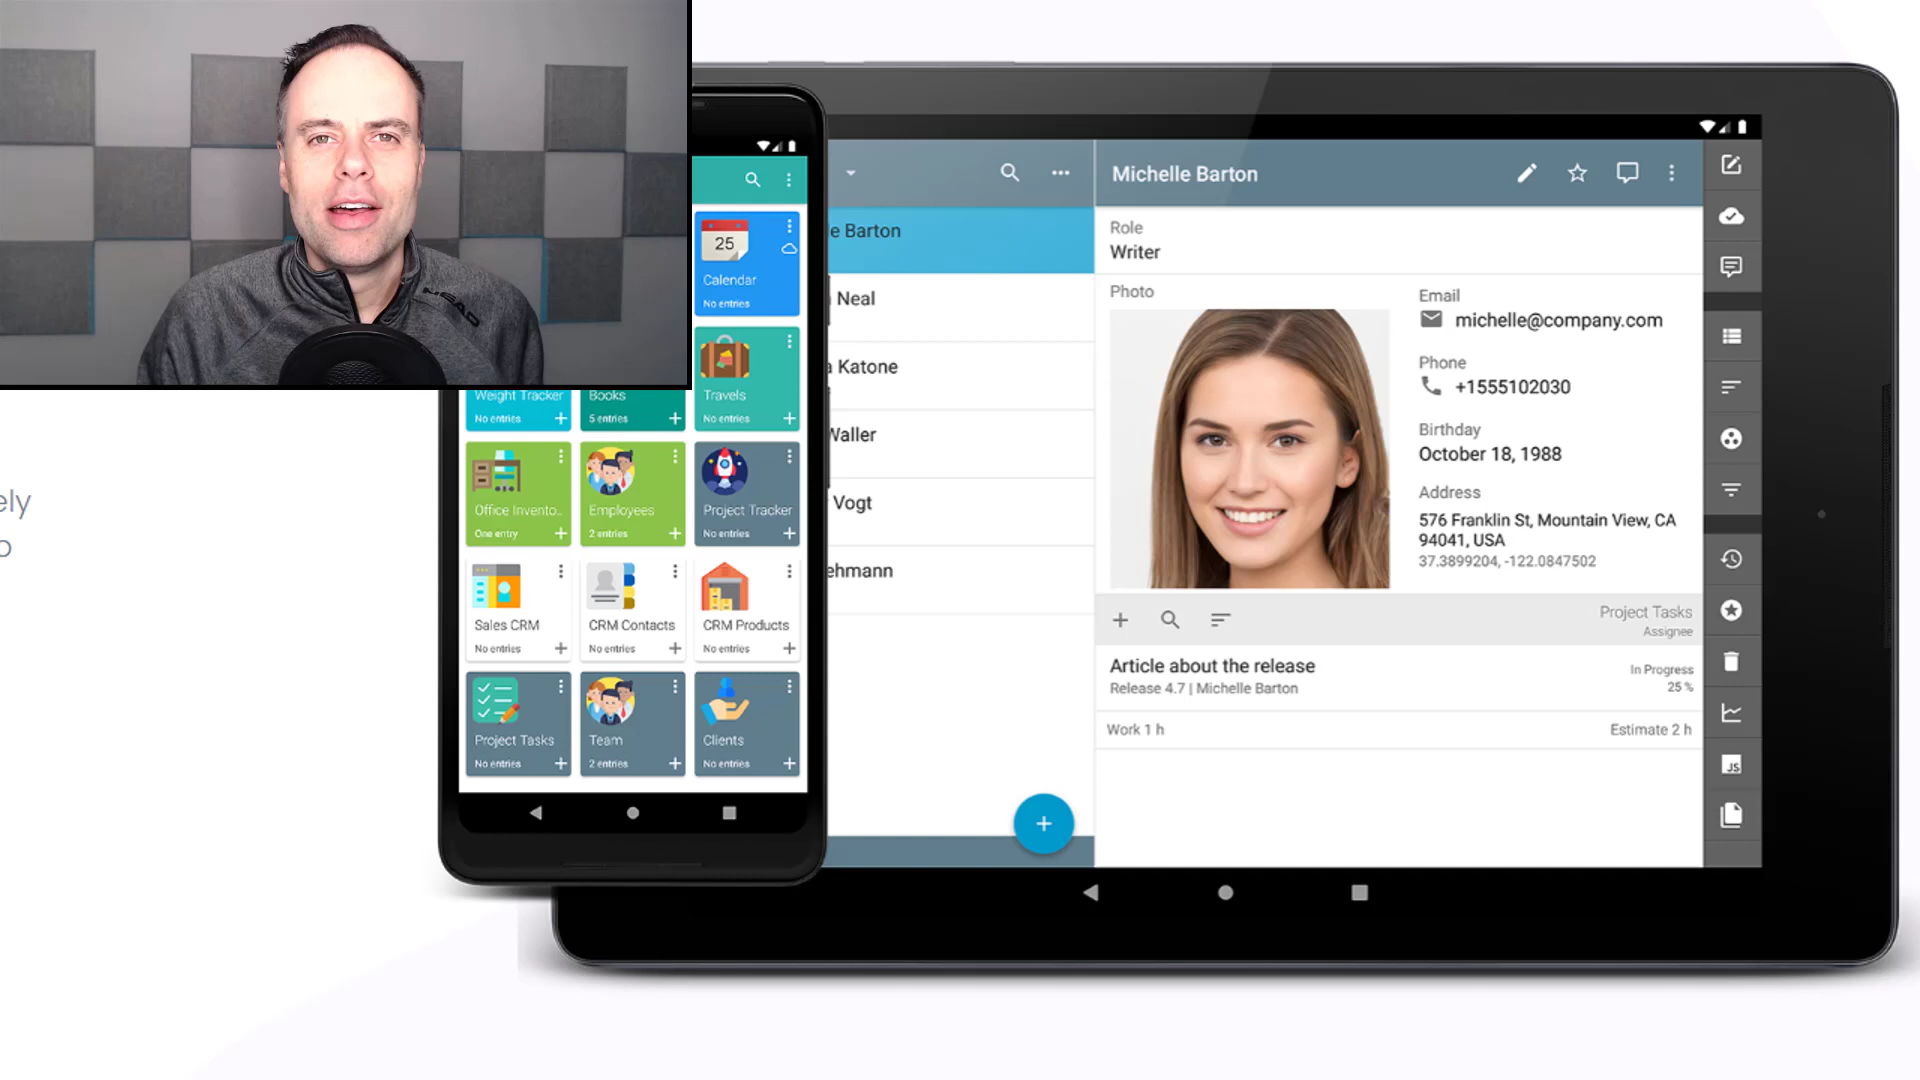 HEAD
ely
o
25
Calendar
No entries
Weight Tracker
No entries
Books
5 entries
Travels
No entries
Office Invento...
One entry
Employees
2 entries
Project Tracker
No entries
Sales CRM
No entries
CRM Contacts
No entries
CRM Products
No entries
Project Tasks
No entries
Team
2 entries
Clients
No entries
e Barton
Neal
a Katone
Waller
Vogt
ehmann
Michelle Barton
Role
Writer
Photo
Email
michelle@company.com
Phone
+1555102030
Birthday
October 18, 1988
Address
576 Franklin St, Mountain View, CA
94041, USA
37.3899204, -122.0847502
Project Tasks
Assignee
Article about the release
Release 4.7 | Michelle Barton
In Progress
25 %
Work 1 h
Estimate 2 h
JS